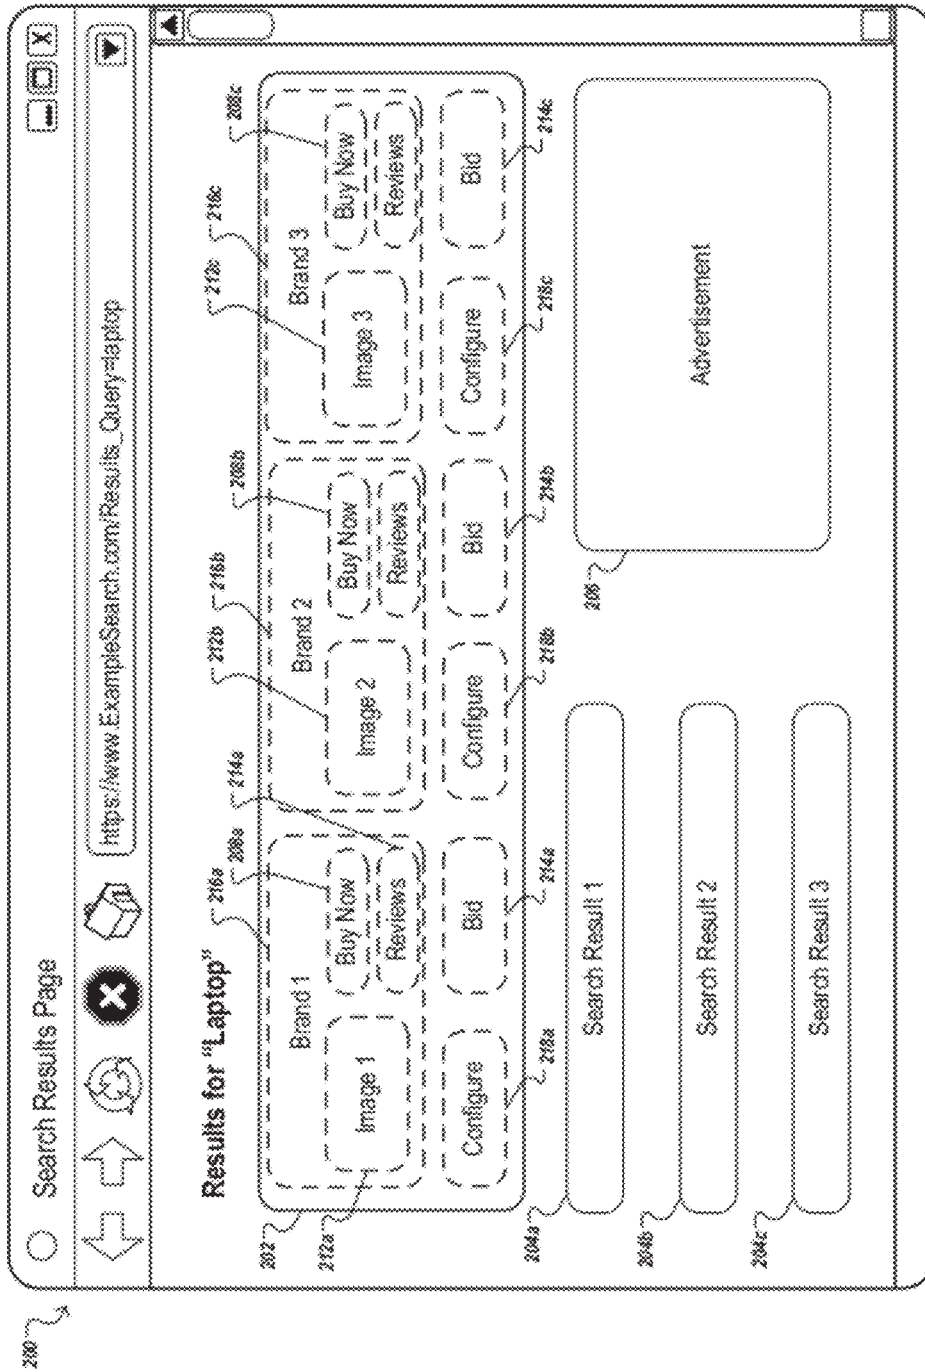 200
Search Results Page
https://www.ExampleSearch.com/Results_Query=laptop
Results for "Laptop"
216a
208a
214a
212b
216b
208b
212c
216c
208c
202
Brand 1
Brand 2
Brand 3
Image 1
Buy Now
Reviews
Image 2
Buy Now
Reviews
Image 3
Buy Now
Reviews
212a
Configure
Bid
Configure
Bid
Configure
Bid
218a
214a
218b
214b
218c
214c
204a
Search Result 1
206
Advertisement
204b
Search Result 2
204c
Search Result 3